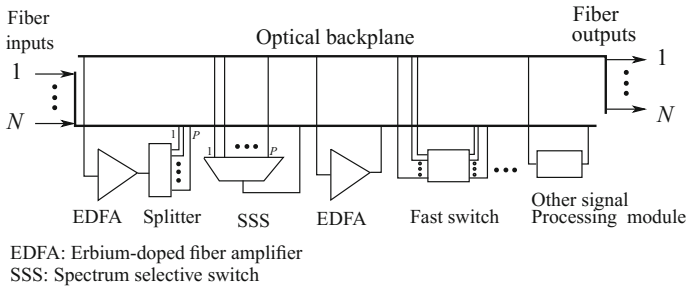 Fiber
inputs
1
N
Optical backplane
Fiber
outputs
1
N
1
P
1
P
EDFA
Splitter
SSS
EDFA
Fast switch
Other signal
Processing module
EDFA: Erbium-doped fiber amplifier
SSS: Spectrum selective switch